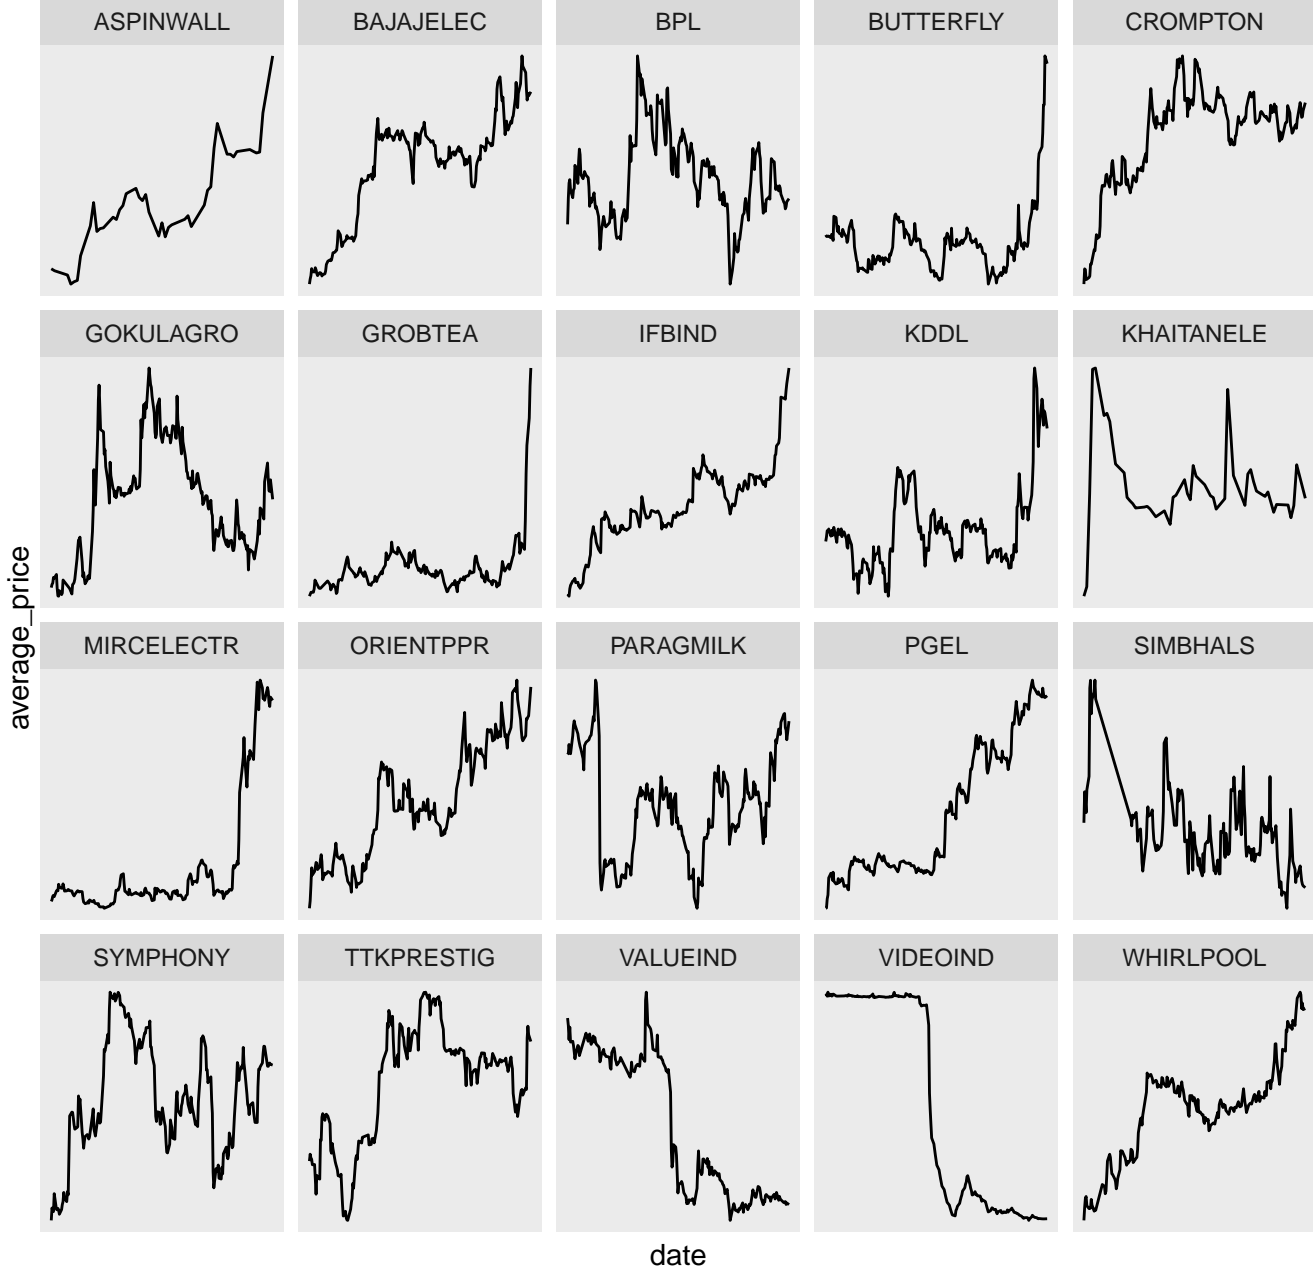 ASPINWALL BAJAJELEC BPL BUTTERFLY CROMPTON
GOKULAGRO GROBTEA IFBIND KDDL KHAITANELE
MIRCELECTR ORIENTPPR PARAGMILK PGEL SIMBHALS
SYMPHONY TTKPRESTIG VALUEIND VIDEOIND WHIRLPOOL
average_price
date